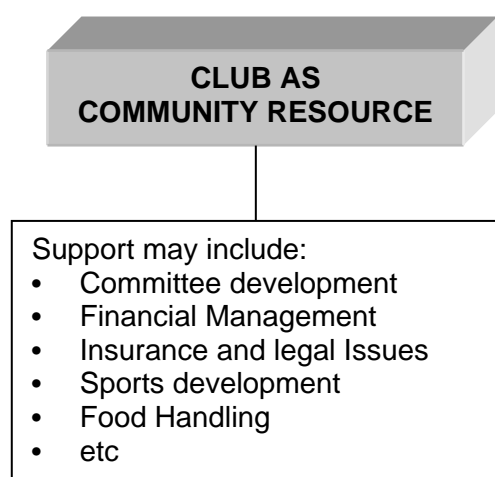 CLUB AS
COMMUNITY RESOURCE
Support may include:
• Committee development
• Financial Management
• Insurance and legal Issues
• Sports development
• Food Handling
• etc